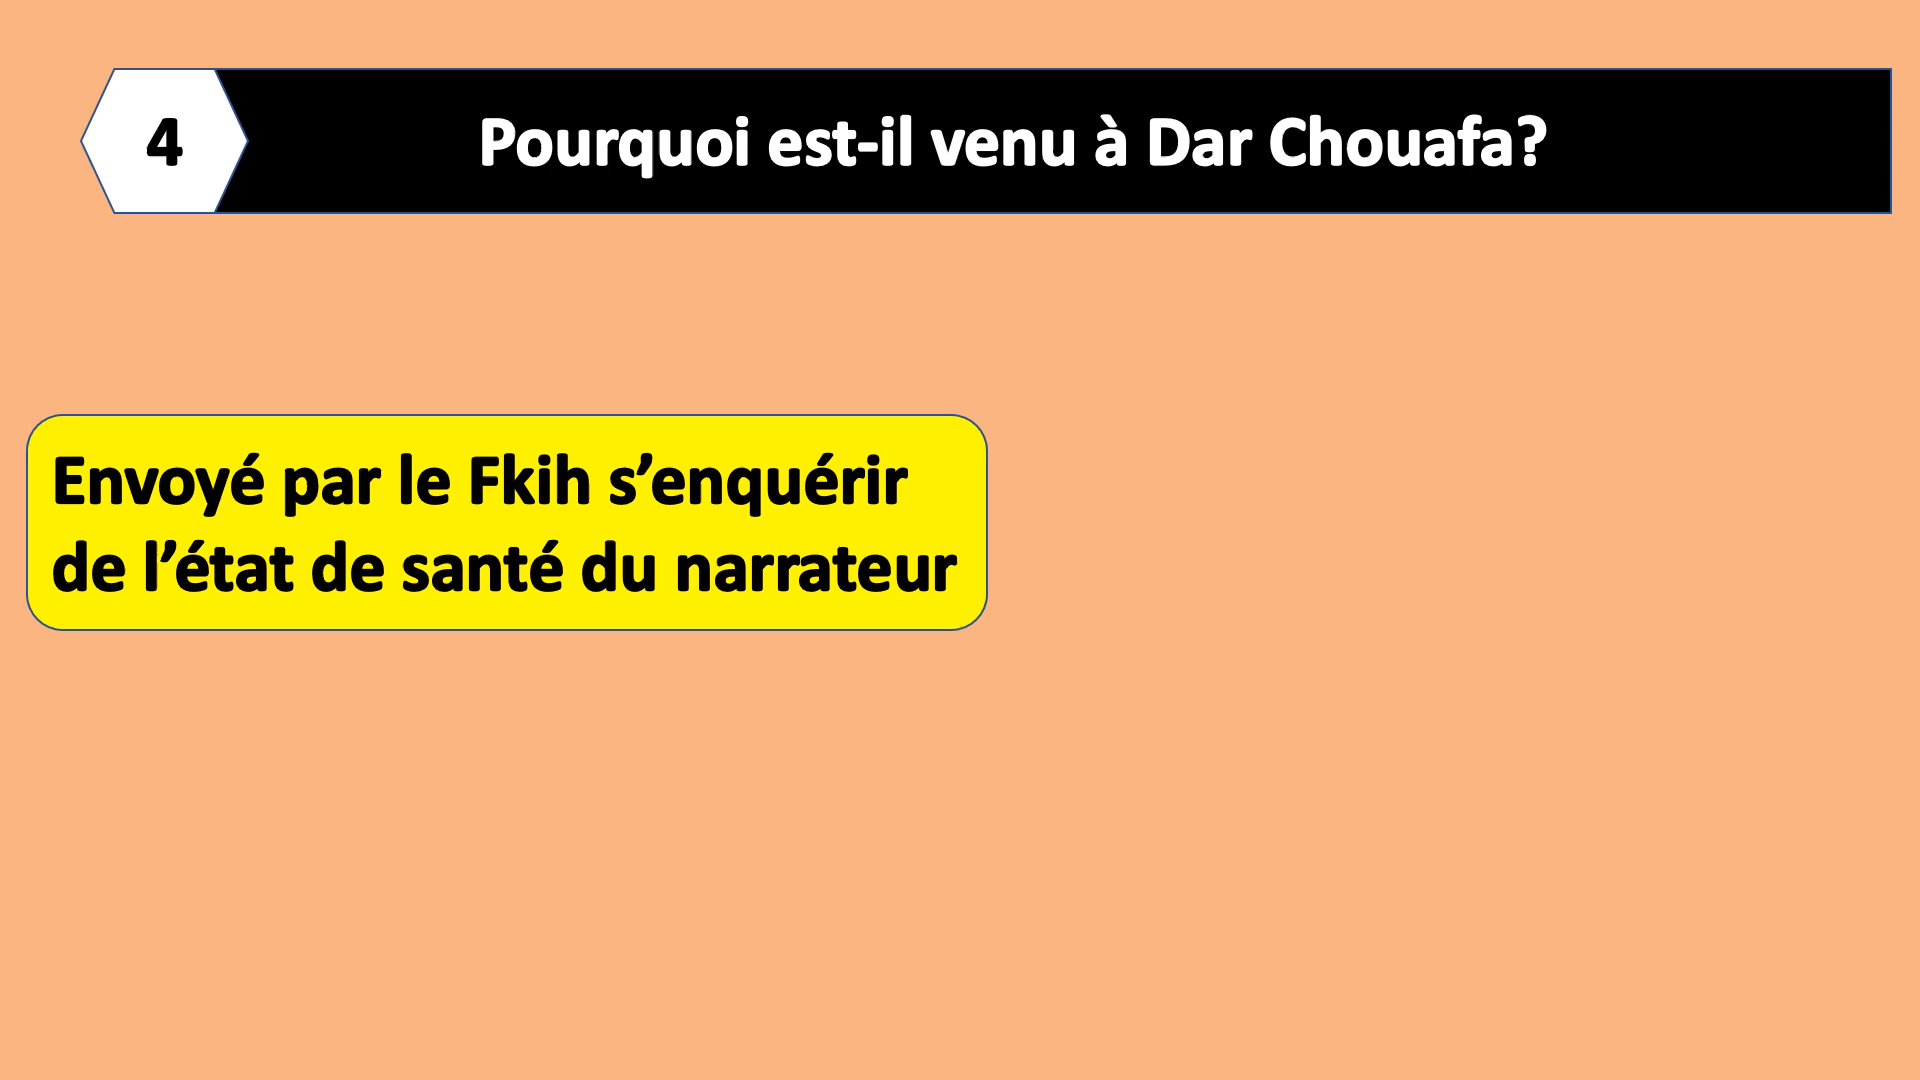 4
Pourquoi est-il venu à Dar Chouafa?
Envoyé par le Fkih s’enquérir
de l’état de santé du narrateur